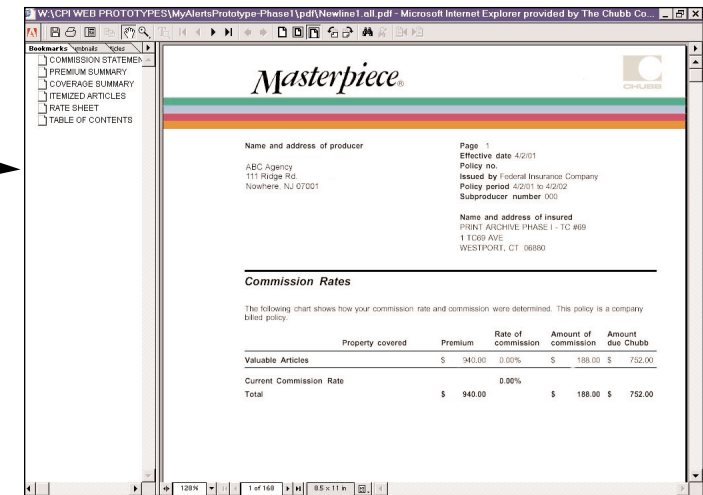 W:\CPI WEB PROTOTYPES\MyAlertsPrototype-Phase1\pdf\Newline1.all.pdf - Microsoft Internet Explorer provided by The Chubb Co...
Bookmarks
COMMISSION STATEMEN
PREMIUM SUMMARY
COVERAGE SUMMARY
ITEMIZED ARTICLES
RATE SHEET
TABLE OF CONTENTS
Masterpiece®
CHUBB
Name and address of producer
ABC Agency
111 Ridge Rd.
Nowhere, NJ 07001
Page 1
Effective date 4/2/01
Policy no.
Issued by Federal Insurance Company
Policy period 4/2/01 to 4/2/02
Subproducer number 000
Name and address of insured
PRINT ARCHIVE PHASE I - TC #69
1 TC69 AVE
WESTPORT, CT 06880
Commission Rates
The following chart shows how your commission rate and commission were determined. This policy is a company
billed policy.
Property covered Premium Rate of commission Amount of commission Amount due Chubb
Valuable Articles $ 940.00 0.00% $ 188.00 $ 752.00
Current Commission Rate 0.00%
Total $ 940.00 $ 188.00 $ 752.00
128% 1 of 168 8.5 x 11 in